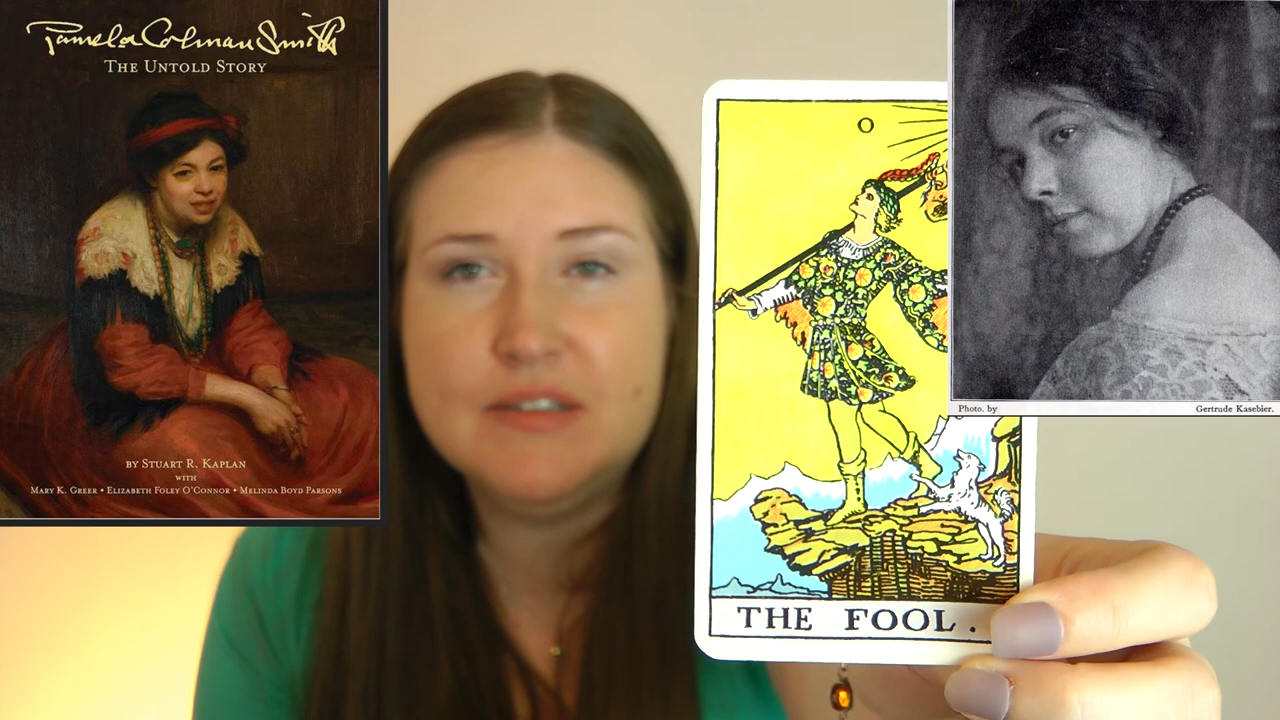 Pamela Colman Smith
THE UNTOLD STORY
BY STUART R. KAPLAN
WITH
MARY K. GREER • ELIZABETH FOLEY O'CONNOR • MELINDA BOYD PARSONS
THE FOOL.
Photo. by Gertrude Kasebier.